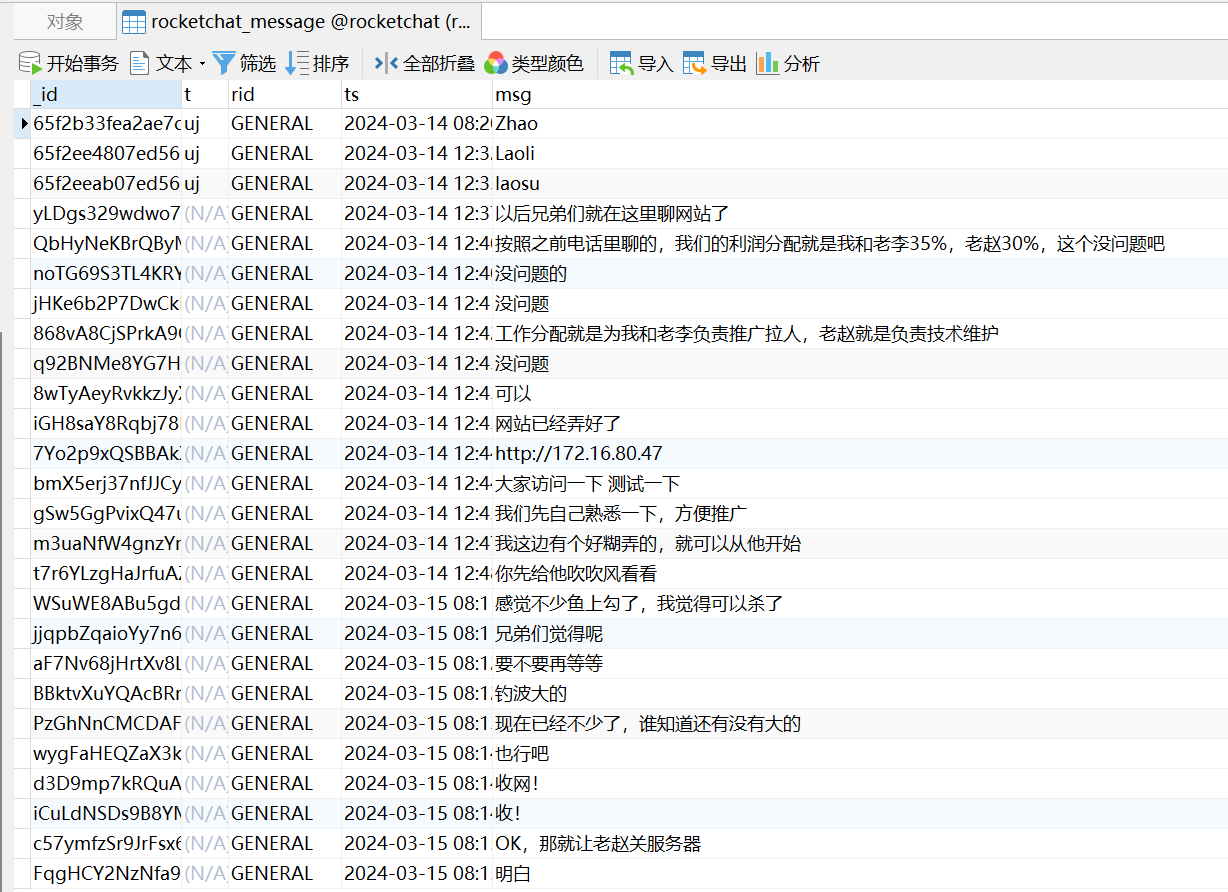 对象 rocketchat_message @rocketchat (r...
开始事务 文本 筛选 排序 全部折叠 类型颜色 导入 导出 分析
_id t rid ts msg
65f2b33fea2ae7c uj GENERAL 2024-03-14 08:20 Zhao
65f2ee4807ed56 uj GENERAL 2024-03-14 12:3 Laoli
65f2eeab07ed56 uj GENERAL 2024-03-14 12:3 laosu
yLDgs329wdwo7 (N/A) GENERAL 2024-03-14 12:37 以后兄弟们就在这里聊网站了
QbHyNeKBrQByM (N/A) GENERAL 2024-03-14 12:40 按照之前电话里聊的，我们的利润分配就是我和老李35%，老赵30%，这个没问题吧
noTG69S3TL4KRY (N/A) GENERAL 2024-03-14 12:40 没问题的
jHKe6b2P7DwCk (N/A) GENERAL 2024-03-14 12:4 没问题
868vA8CjSPrkA9 (N/A) GENERAL 2024-03-14 12:4 工作分配就是为我和老李负责推广拉人，老赵就是负责技术维护
q92BNMe8YG7H (N/A) GENERAL 2024-03-14 12:4 没问题
8wTyAeyRvkkzJy (N/A) GENERAL 2024-03-14 12:4 可以
iGH8saY8Rqbj78 (N/A) GENERAL 2024-03-14 12:4 网站已经弄好了
7Yo2p9xQSBBAk (N/A) GENERAL 2024-03-14 12:4 http://172.16.80.47
bmX5erj37nfJJCy (N/A) GENERAL 2024-03-14 12:4 大家访问一下 测试一下
gSw5GgPvixQ47u (N/A) GENERAL 2024-03-14 12:4 我们先自己熟悉一下，方便推广
m3uaNfW4gnzYr (N/A) GENERAL 2024-03-14 12:47 我这边有个好糊弄的，就可以从他开始
t7r6YLzgHaJrfuA (N/A) GENERAL 2024-03-14 12:48 你先给他吹吹风看看
WSuWE8ABu5gd (N/A) GENERAL 2024-03-15 08:1 感觉不少鱼上勾了，我觉得可以杀了
jjqpbZqaioYy7n6 (N/A) GENERAL 2024-03-15 08:1 兄弟们觉得呢
aF7Nv68jHrtXv8L (N/A) GENERAL 2024-03-15 08:1 要不要再等等
BBktvXuYQAcBRr (N/A) GENERAL 2024-03-15 08:1 钓波大的
PzGhNnCMCDAF (N/A) GENERAL 2024-03-15 08:1 现在已经不少了，谁知道还有没有大的
wygFaHEQZaX3k (N/A) GENERAL 2024-03-15 08:1 也行吧
d3D9mp7kRQuA (N/A) GENERAL 2024-03-15 08:1 收网！
iCuLdNSDs9B8YM (N/A) GENERAL 2024-03-15 08:1 收！
c57ymfzSr9JrFsx6 (N/A) GENERAL 2024-03-15 08:1 OK，那就让老赵关服务器
FqgHCY2NzNfa9 (N/A) GENERAL 2024-03-15 08:1 明白